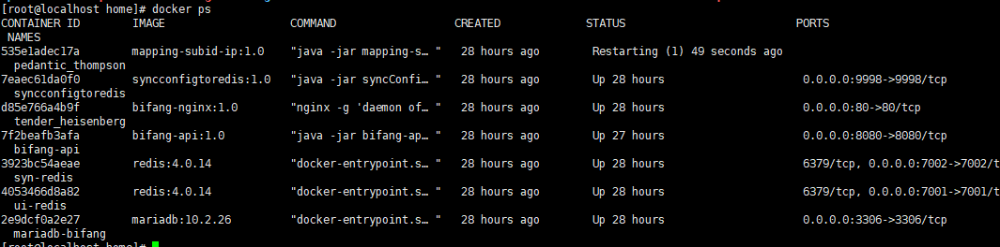 [root@localhost home]# docker ps
CONTAINER ID IMAGE COMMAND CREATED STATUS PORTS
NAMES
535e1adec17a mapping-subid-ip:1.0 "java -jar mapping-s… " 28 hours ago Restarting (1) 49 seconds ago
pedantic_thompson
7eaec61da0f0 syncconfigtoredis:1.0 "java -jar syncConfi… " 28 hours ago Up 28 hours 0.0.0.0:9998->9998/tcp
syncconfigtoredis
d85e766a4b9f bifang-nginx:1.0 "nginx -g 'daemon of… " 28 hours ago Up 28 hours 0.0.0.0:80->80/tcp
tender_heisenberg
7f2beafb3afa bifang-api:1.0 "java -jar bifang-ap… " 28 hours ago Up 27 hours 0.0.0.0:8080->8080/tcp
bifang-api
3923bc54aeae redis:4.0.14 "docker-entrypoint.s… " 28 hours ago Up 28 hours 6379/tcp, 0.0.0.0:7002->7002/t
syn-redis
4053466d8a82 redis:4.0.14 "docker-entrypoint.s… " 28 hours ago Up 28 hours 6379/tcp, 0.0.0.0:7001->7001/t
ui-redis
2e9dcf0a2e27 mariadb:10.2.26 "docker-entrypoint.s… " 28 hours ago Up 28 hours 0.0.0.0:3306->3306/tcp
mariadb-bifang
[root@localhost home]#